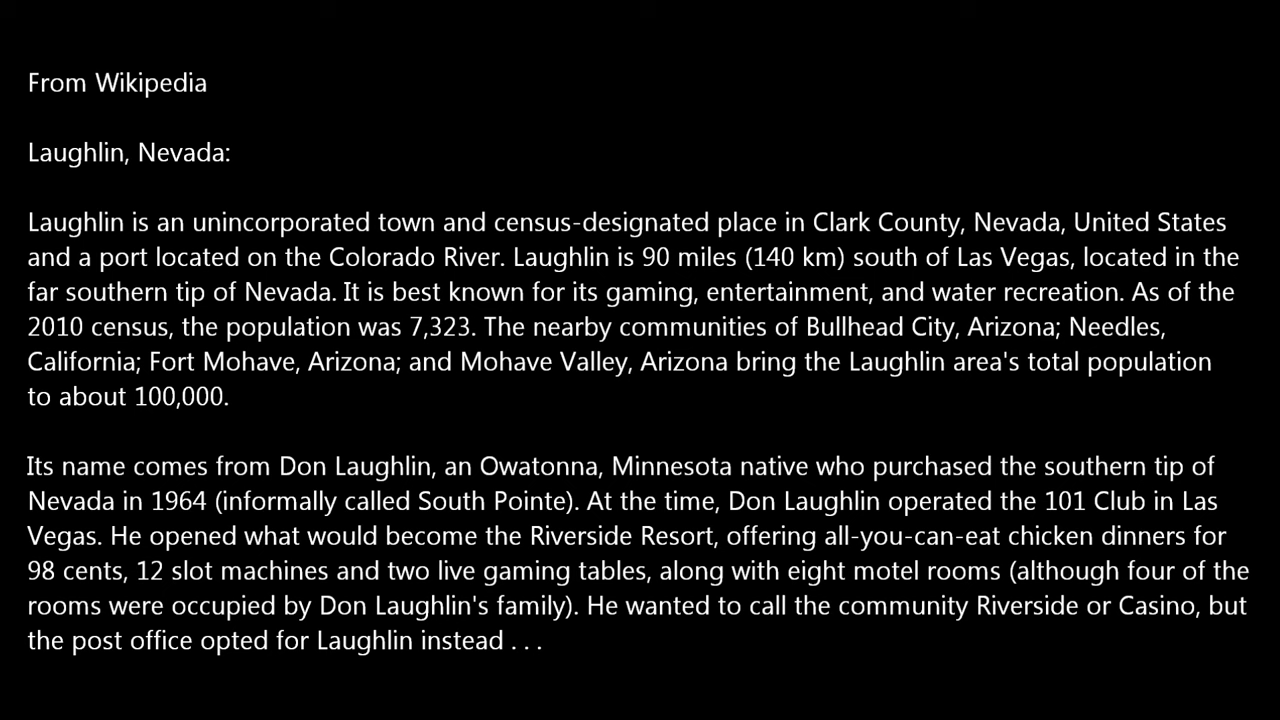 From Wikipedia
Laughlin, Nevada:
Laughlin is an unincorporated town and census-designated place in Clark County, Nevada, United States
and a port located on the Colorado River. Laughlin is 90 miles (140 km) south of Las Vegas, located in the
far southern tip of Nevada. It is best known for its gaming, entertainment, and water recreation. As of the
2010 census, the population was 7,323. The nearby communities of Bullhead City, Arizona; Needles,
California; Fort Mohave, Arizona; and Mohave Valley, Arizona bring the Laughlin area's total population
to about 100,000.
Its name comes from Don Laughlin, an Owatonna, Minnesota native who purchased the southern tip of
Nevada in 1964 (informally called South Pointe). At the time, Don Laughlin operated the 101 Club in Las
Vegas. He opened what would become the Riverside Resort, offering all-you-can-eat chicken dinners for
98 cents, 12 slot machines and two live gaming tables, along with eight motel rooms (although four of the
rooms were occupied by Don Laughlin's family). He wanted to call the community Riverside or Casino, but
the post office opted for Laughlin instead . . .